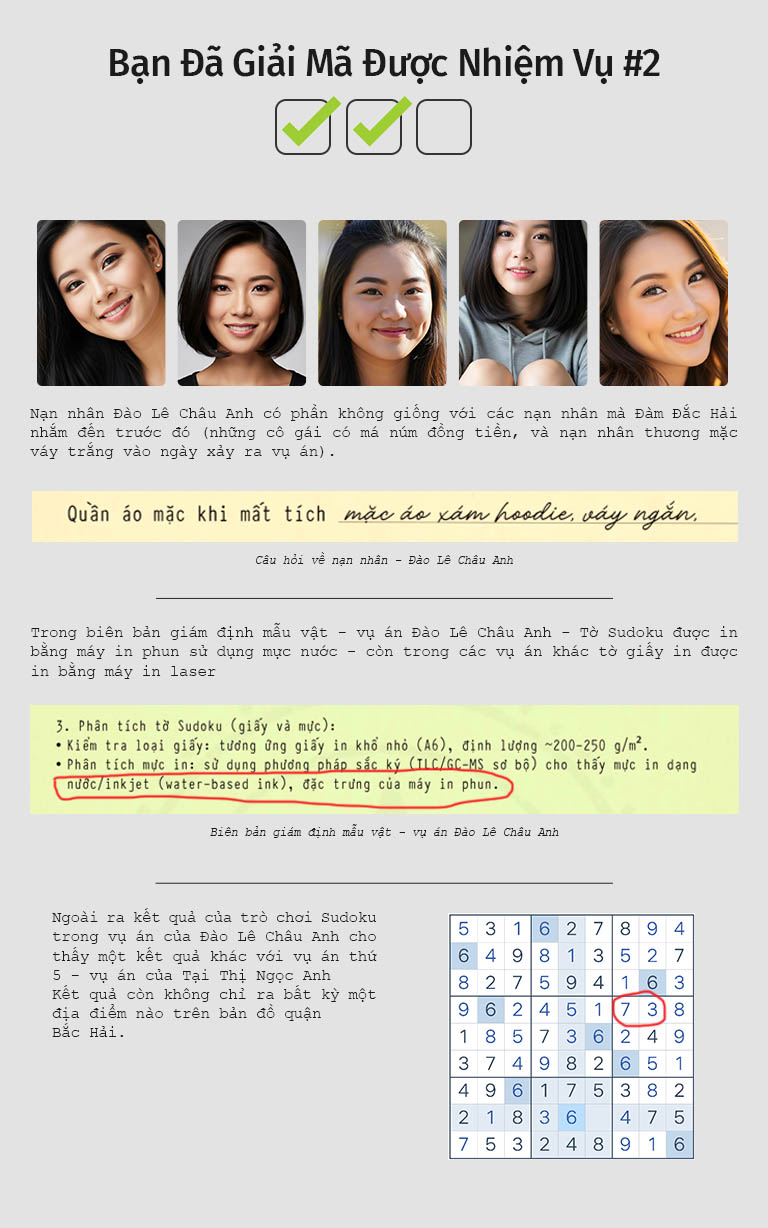 Bạn Đã Giải Mã Được Nhiệm Vụ #2
Nạn nhân Đào Lê Châu Anh có phần không giống với các nạn nhân mà Đàm Đắc Hải
nhắm đến trước đó (những cô gái có má núm đồng tiền, và nạn nhân thương mặc
váy trắng vào ngày xảy ra vụ án).
Quần áo mặc khi mất tích mặc áo xám hoodie, váy ngắn,
Câu hỏi về nạn nhân - Đào Lê Châu Anh
Trong biên bản giám định mẫu vật - vụ án Đào Lê Châu Anh - Tờ Sudoku được in
bằng máy in phun sử dụng mực nước - còn trong các vụ án khác tờ giấy in được
in bằng máy in laser
3. Phân tích tờ Sudoku (giấy và mực):
• Kiểm tra loại giấy: tương ứng giấy in khổ nhỏ (A6), định lượng ~200-250 g/m².
• Phân tích mực in: sử dụng phương pháp sắc ký (TLC/GC-MS sơ bộ) cho thấy mực in dạng
nước/inkjet (water-based ink), đặc trưng của máy in phun.
Biên bản giám định mẫu vật - vụ án Đào Lê Châu Anh
Ngoài ra kết quả của trò chơi Sudoku
trong vụ án của Đào Lê Châu Anh cho
thấy một kết quả khác với vụ án thứ
5 - vụ án của Tại Thị Ngọc Anh
Kết quả còn không chỉ ra bất kỳ một
địa điểm nào trên bản đồ quận
Bắc Hải.
5 3 1 6 2 7 8 9 4
6 4 9 8 1 3 5 2 7
8 2 7 5 9 4 1 6 3
9 6 2 4 5 1 7 3 8
1 8 5 7 3 6 2 4 9
3 7 4 9 8 2 6 5 1
4 9 6 1 7 5 3 8 2
2 1 8 3 6 4 7 5
7 5 3 2 4 8 9 1 6